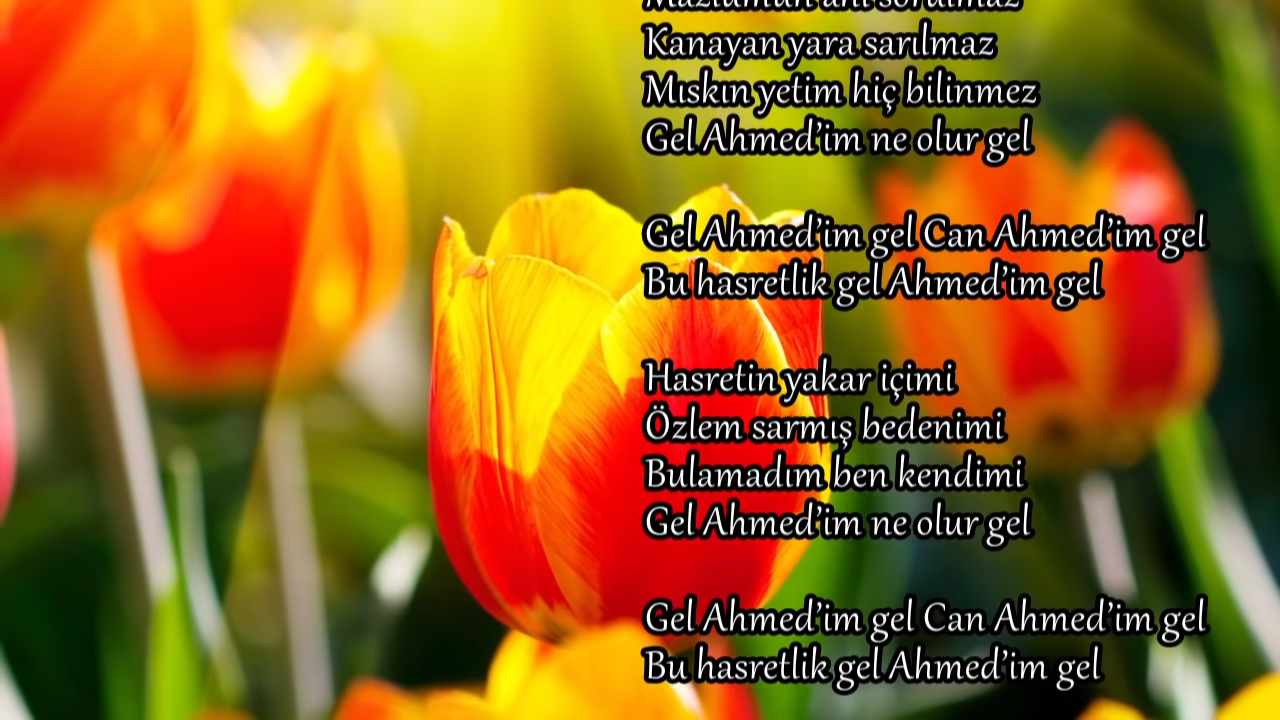 Mazlumun ahı sorulmaz
Kanayan yara sarılmaz
Mıskın yetim hiç bilinmez
Gel Ahmed’im ne olur gel
Gel Ahmed’im gel Can Ahmed’im gel
Bu hasretlik gel Ahmed’im gel
Hasretin yakar içimi
Özlem sarmış bedenimi
Bulamadım ben kendimi
Gel Ahmed’im ne olur gel
Gel Ahmed’im gel Can Ahmed’im gel
Bu hasretlik gel Ahmed’im gel